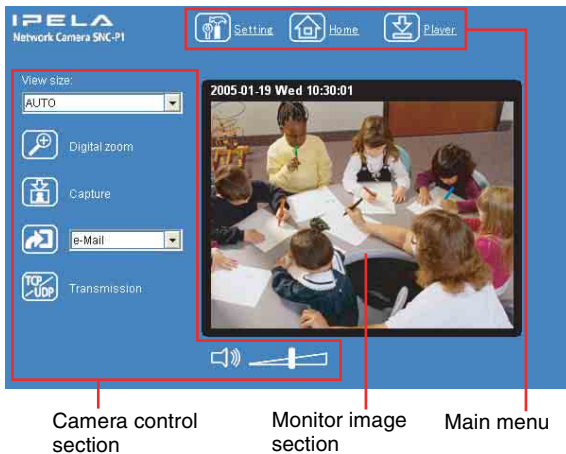 IPELA
Network Camera SNC-P1
Setting
Home
Player
View size:
AUTO
Digital zoom
Capture
e-Mail
TCP/UDP
Transmission
2005-01-19 Wed 10:30:01
Camera control section
Monitor image section
Main menu